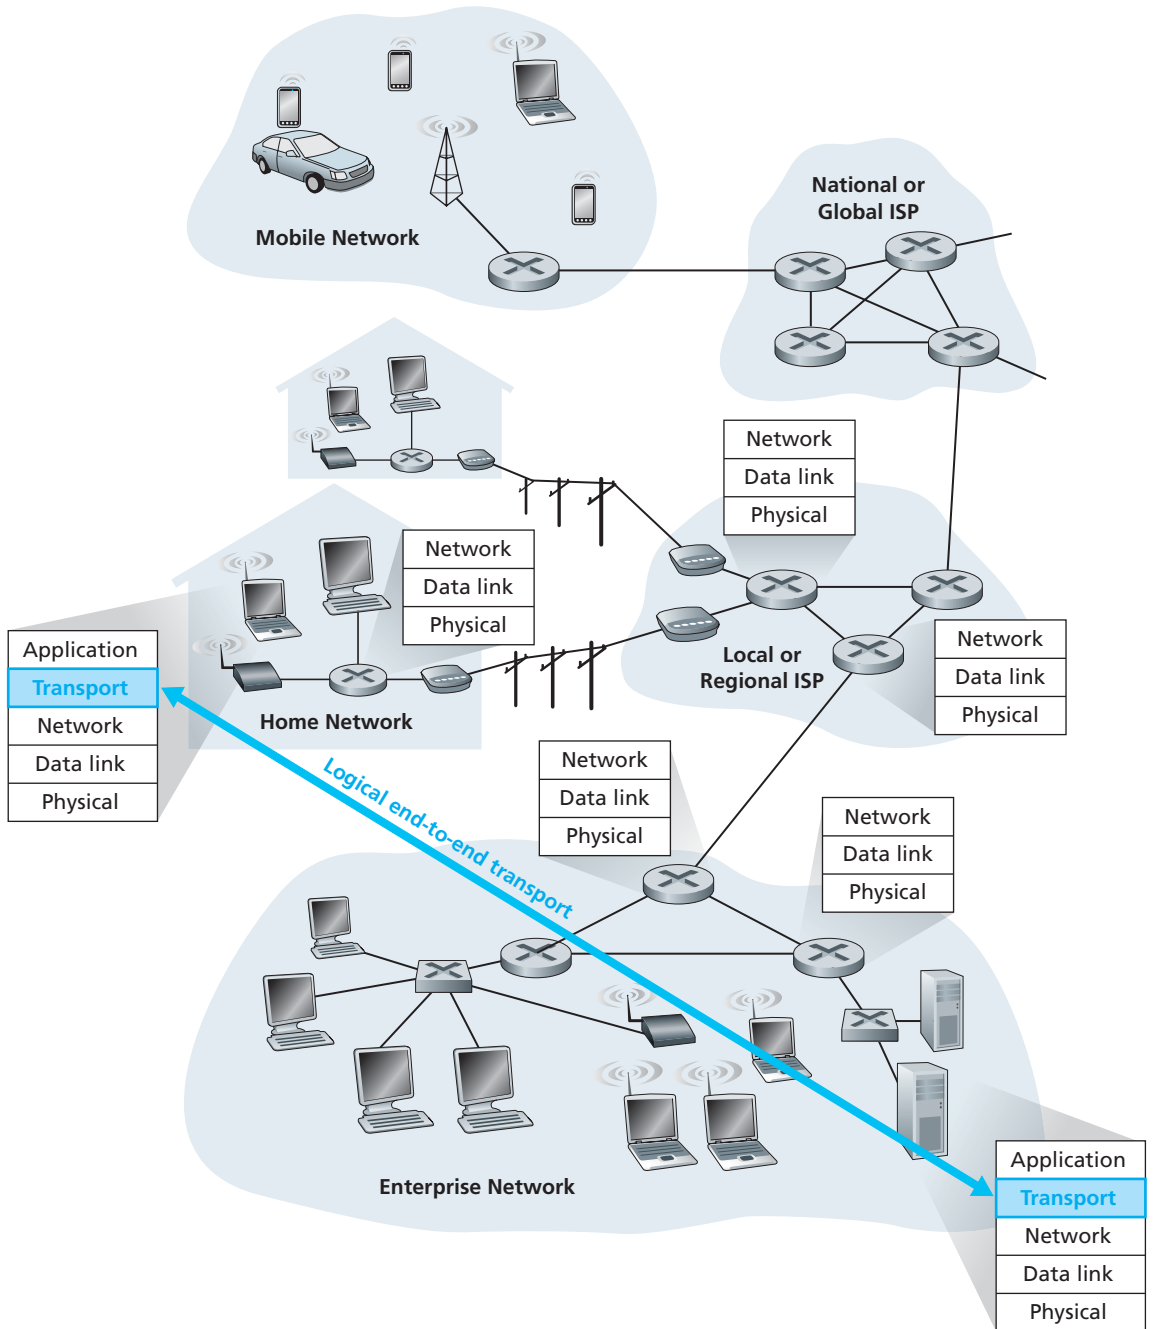 National or
Global ISP
Mobile Network
Network
Data link
Physical
Network
Data link
Physical
Application
Transport
Network
Data link
Physical
Home Network
Local or
Regional ISP
Network
Data link
Physical
Network
Data link
Physical
Logical end-to-end transport
Network
Data link
Physical
Enterprise Network
Application
Transport
Network
Data link
Physical